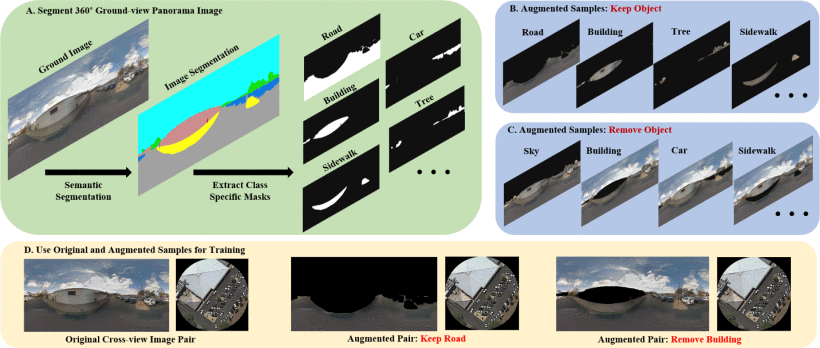 A. Segment 360° Ground-view Panorama Image
Ground Image
Image Segmentation
Road
Car
Building
Tree
Sidewalk
Semantic
Segmentation
Extract Class
Specific Masks
B. Augmented Samples: Keep Object
Road
Building
Tree
Sidewalk
C. Augmented Samples: Remove Object
Sky
Building
Car
Sidewalk
D. Use Original and Augmented Samples for Training
Original Cross-view Image Pair
Augmented Pair: Keep Road
Augmented Pair: Remove Building